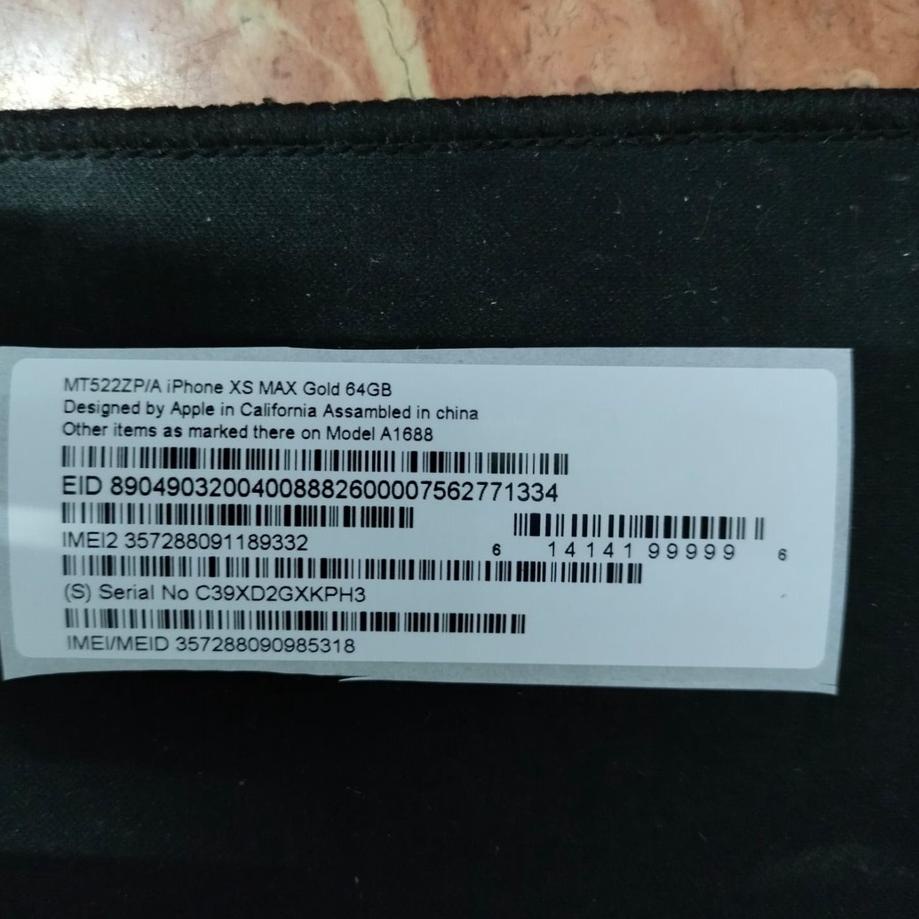 MT522ZP/A iPhone XS MAX Gold 64GB
Designed by Apple in California Assambled in china
Other items as marked there on Model A1688
EID 89049032004008882600007562771334
IMEI2 357288091189332
6 14141 99999 6
(S) Serial No C39XD2GXKPH3
IMEI/MEID 357288090985318